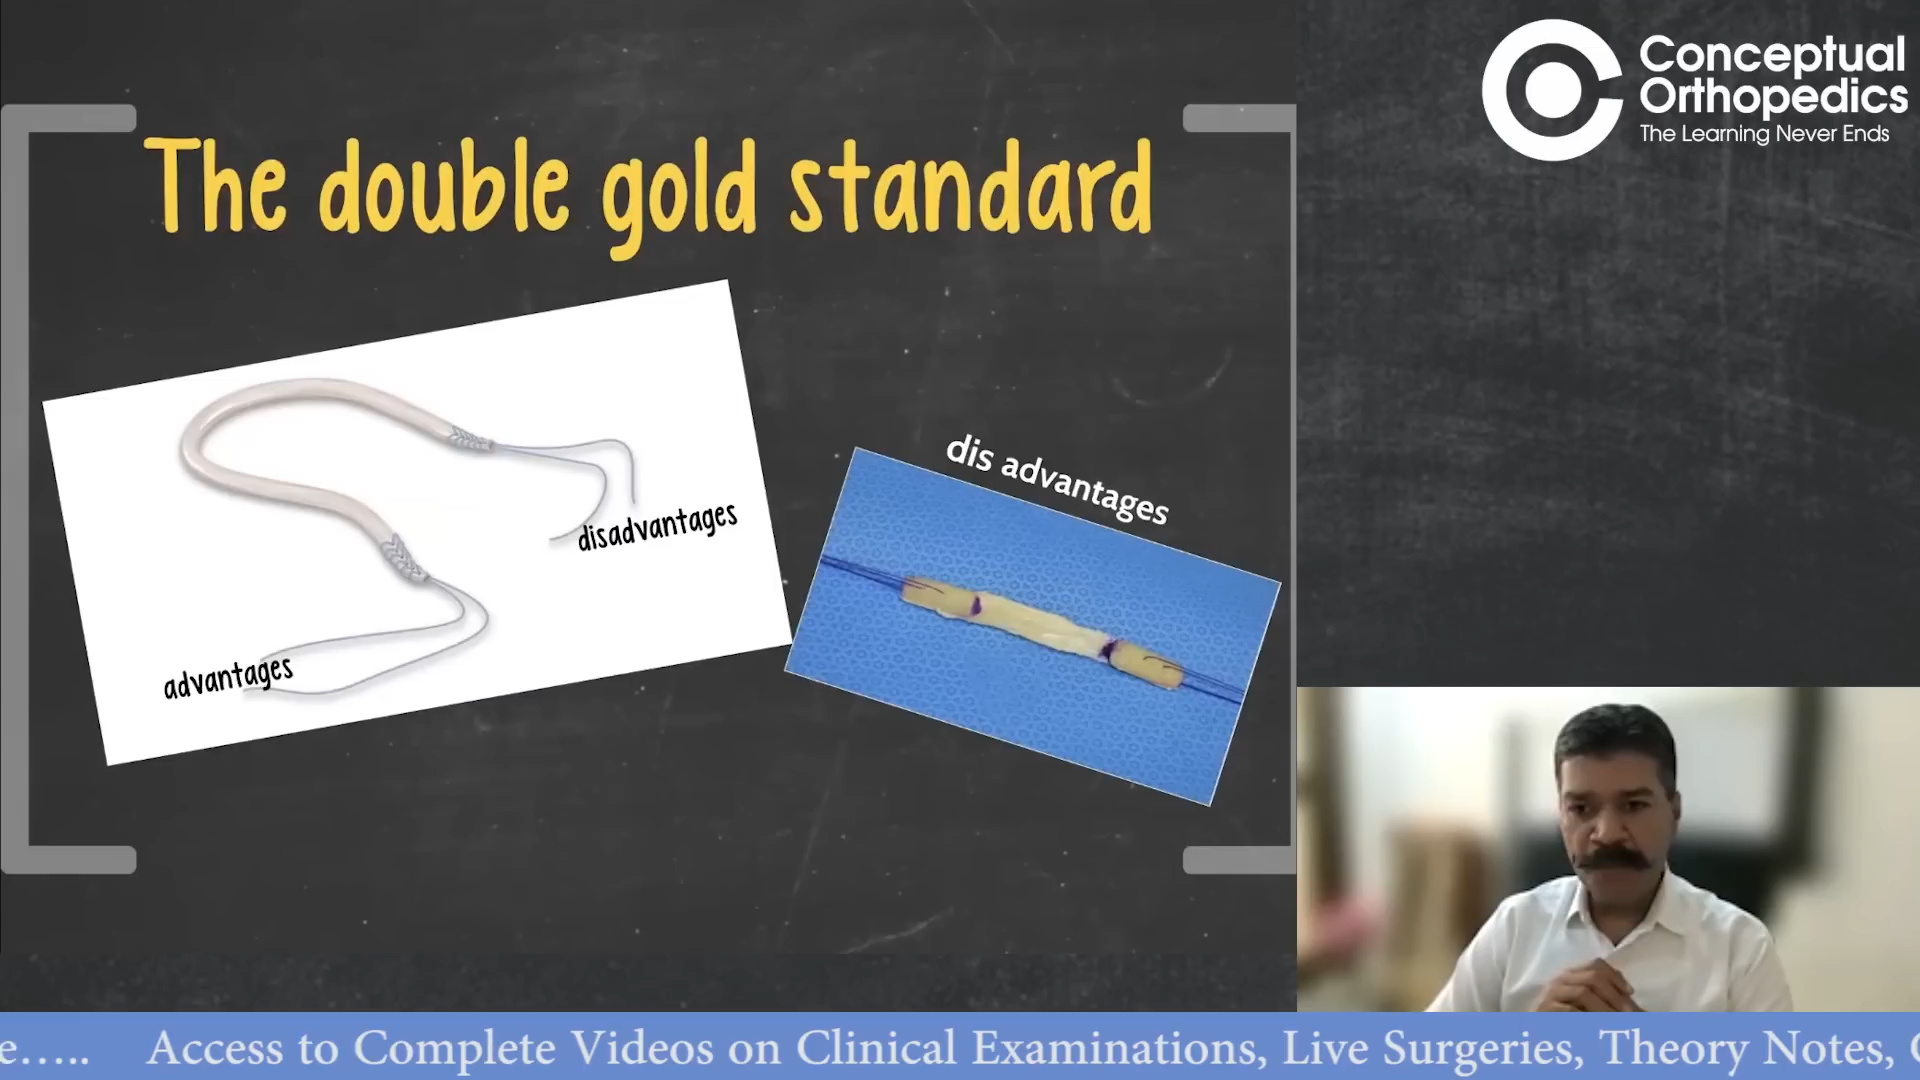 The double gold standard
disadvantages
advantages
dis advantages
Conceptual
Orthopedics
The Learning Never Ends
e..... Access to Complete Videos on Clinical Examinations, Live Surgeries, Theory Notes,